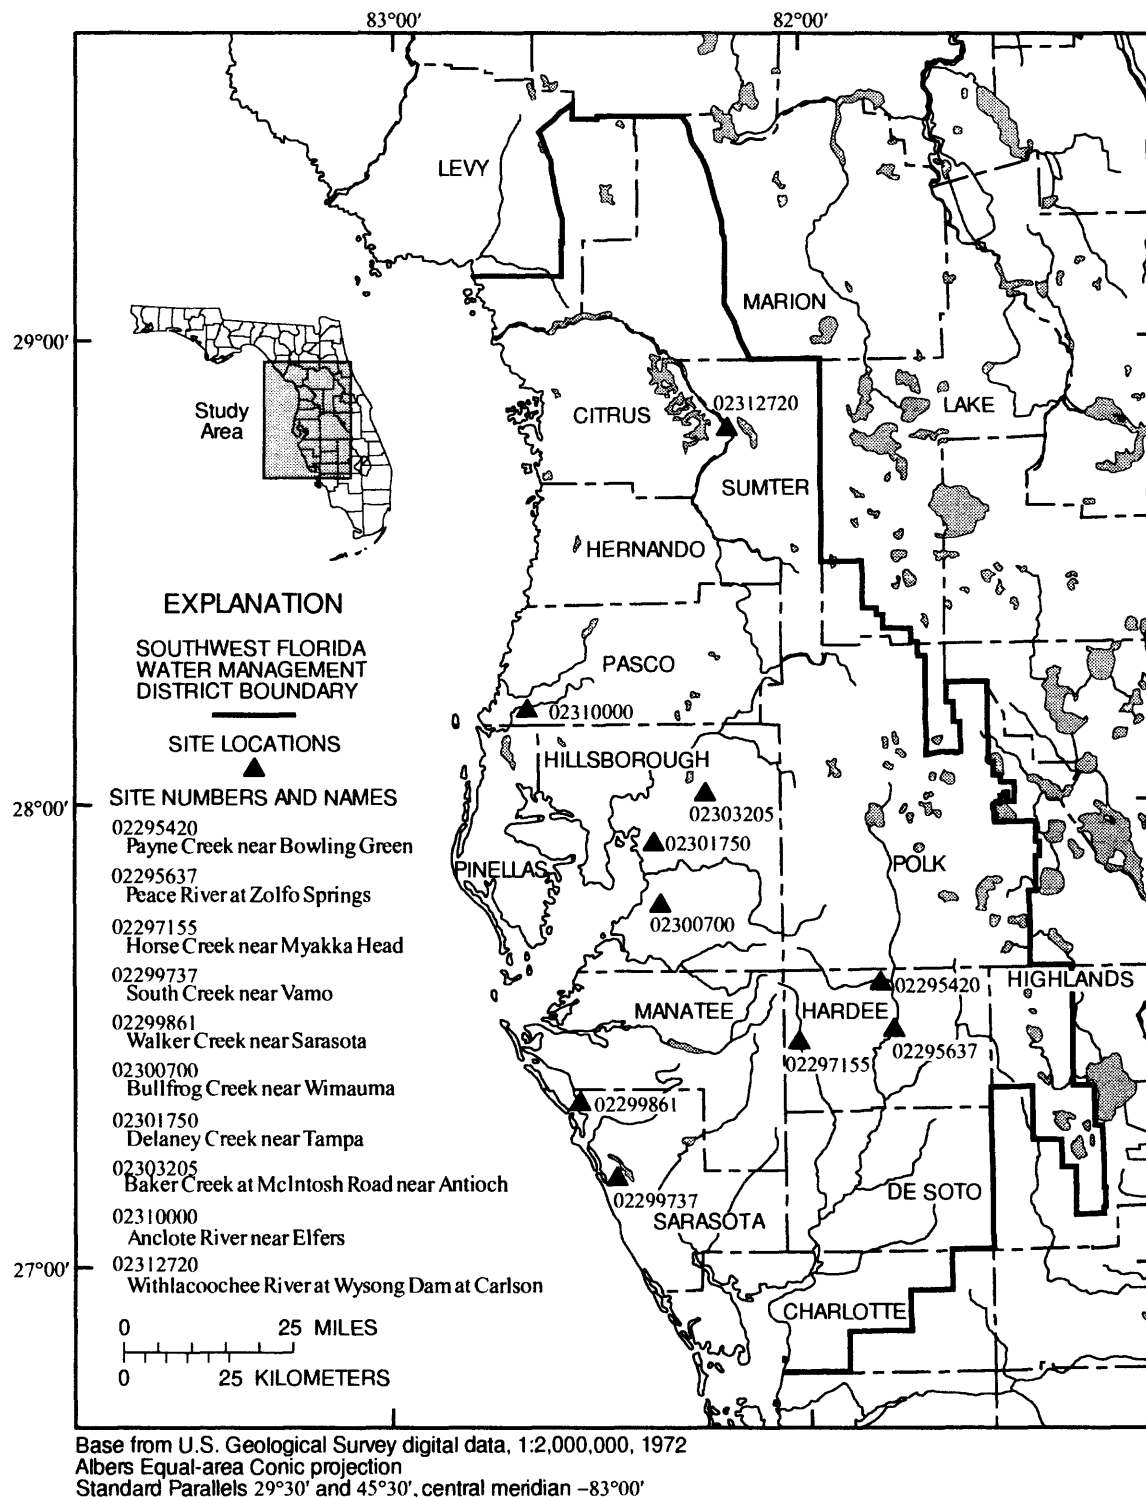 83°00'
82°00'
LEVY
MARION
29°00'
Study
Area
CITRUS
02312720
LAKE
SUMTER
HERNANDO
EXPLANATION
SOUTHWEST FLORIDA
WATER MANAGEMENT
DISTRICT BOUNDARY
PASCO
02310000
SITE LOCATIONS
HILLSBOROUGH
28°00'
SITE NUMBERS AND NAMES
02303205
02301750
PINELLAS
POLK
02300700
02295420
Payne Creek near Bowling Green
02295637
Peace River at Zolfo Springs
02297155
Horse Creek near Myakka Head
02299737
South Creek near Vamo
02299861
Walker Creek near Sarasota
02300700
Bullfrog Creek near Wimauma
02301750
Delaney Creek near Tampa
02303205
Baker Creek at McIntosh Road near Antioch
02310000
Anclote River near Elfers
02312720
Withlacoochee River at Wysong Dam at Carlson
HIGHLANDS
02295420
MANATEE
HARDEE
02295637
02297155
02299861
02299737
DE SOTO
SARASOTA
27°00'
CHARLOTTE
0 25 MILES
0 25 KILOMETERS
Base from U.S. Geological Survey digital data, 1:2,000,000, 1972
Albers Equal-area Conic projection
Standard Parallels 29°30' and 45°30', central meridian –83°00'